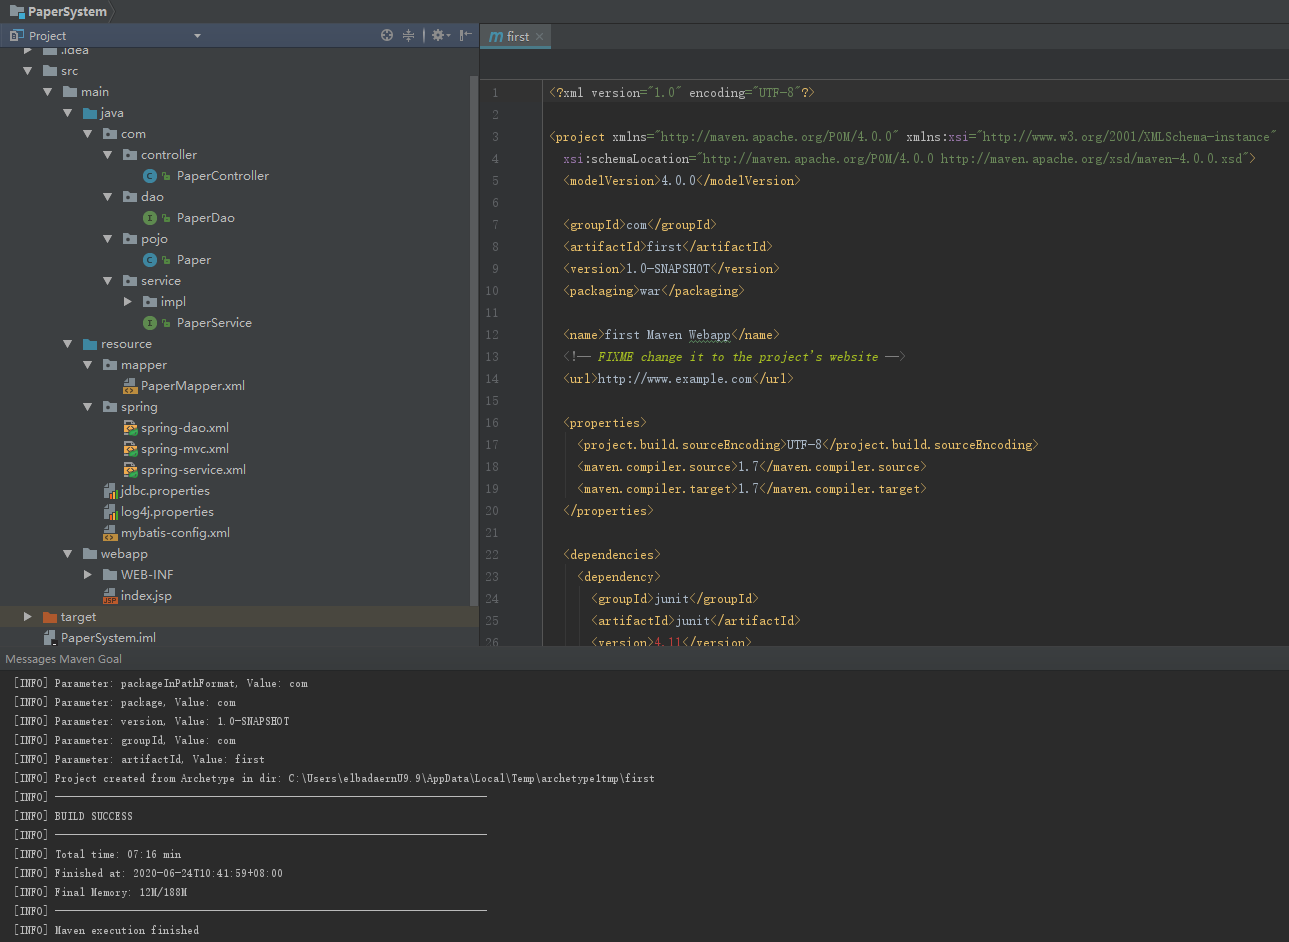 PaperSystem
Project
first
.idea
src
main
java
com
controller
PaperController
dao
PaperDao
pojo
Paper
service
impl
PaperService
resource
mapper
PaperMapper.xml
spring
spring-dao.xml
spring-mvc.xml
spring-service.xml
jdbc.properties
log4j.properties
mybatis-config.xml
webapp
WEB-INF
index.jsp
target
PaperSystem.iml
1 <?xml version="1.0" encoding="UTF-8"?>
2
3 <project xmlns="http://maven.apache.org/POM/4.0.0" xmlns:xsi="http://www.w3.org/2001/XMLSchema-instance"
4 xsi:schemaLocation="http://maven.apache.org/POM/4.0.0 http://maven.apache.org/xsd/maven-4.0.0.xsd">
5 <modelVersion>4.0.0</modelVersion>
6
7 <groupId>com</groupId>
8 <artifactId>first</artifactId>
9 <version>1.0-SNAPSHOT</version>
10 <packaging>war</packaging>
11
12 <name>first Maven Webapp</name>
13 <!-- FIXME change it to the project's website -->
14 <url>http://www.example.com</url>
15
16 <properties>
17 <project.build.sourceEncoding>UTF-8</project.build.sourceEncoding>
18 <maven.compiler.source>1.7</maven.compiler.source>
19 <maven.compiler.target>1.7</maven.compiler.target>
20 </properties>
21
22 <dependencies>
23 <dependency>
24 <groupId>junit</groupId>
25 <artifactId>junit</artifactId>
26 <version>4.11</version>
Messages Maven Goal
[INFO] Parameter: packageInPathFormat, Value: com
[INFO] Parameter: package, Value: com
[INFO] Parameter: version, Value: 1.0-SNAPSHOT
[INFO] Parameter: groupId, Value: com
[INFO] Parameter: artifactId, Value: first
[INFO] Project created from Archetype in dir: C:\Users\elbadaernU9.9\AppData\Local\Temp\archetype1tmp\first
[INFO] ------------------------------------------------------------------------
[INFO] BUILD SUCCESS
[INFO] ------------------------------------------------------------------------
[INFO] Total time: 07:16 min
[INFO] Finished at: 2020-06-24T10:41:59+08:00
[INFO] Final Memory: 12M/188M
[INFO] ------------------------------------------------------------------------
[INFO] Maven execution finished